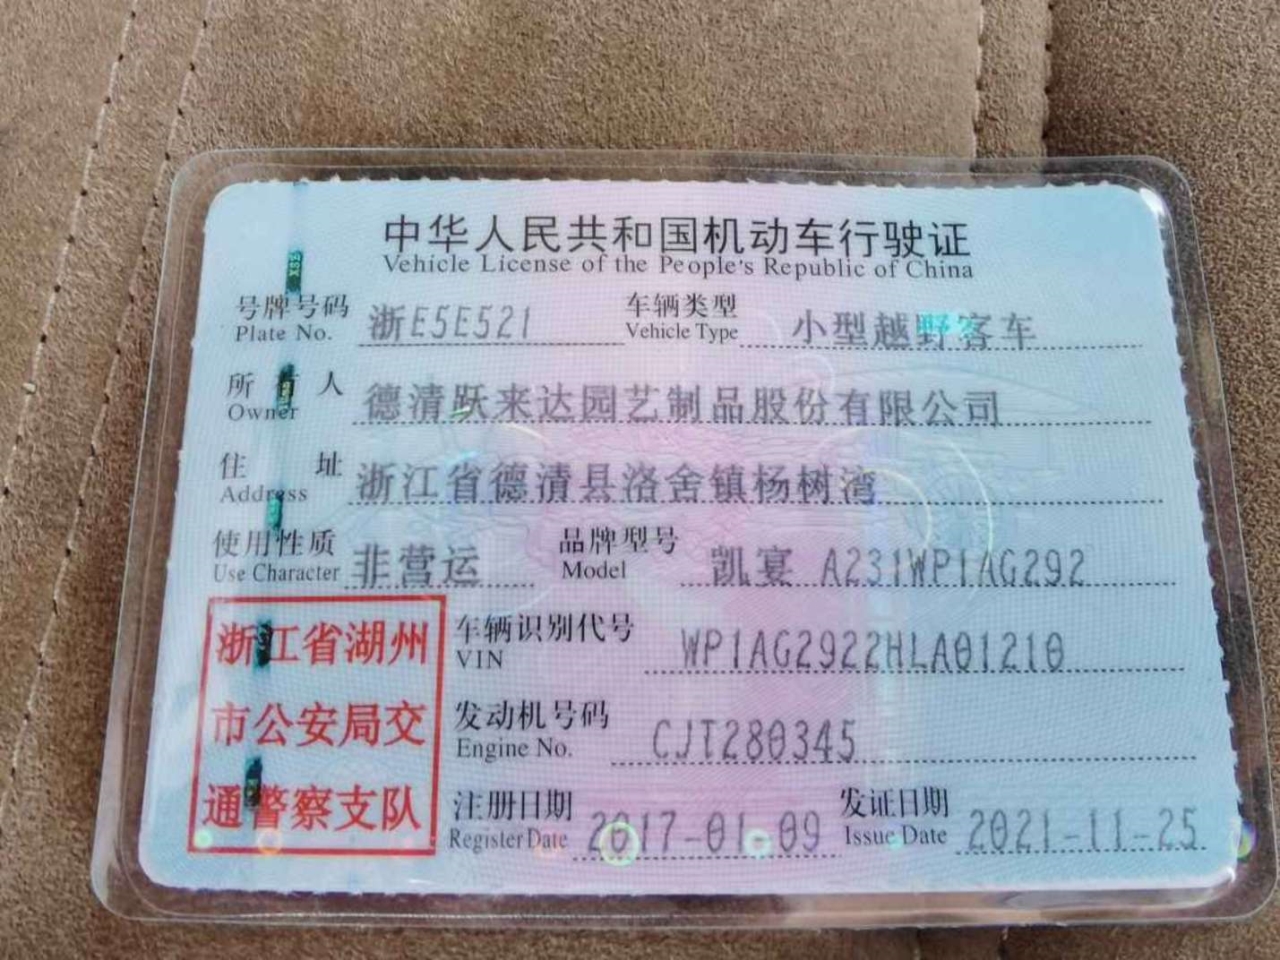 中华人民共和国机动车行驶证
Vehicle License of the People's Republic of China
号牌号码 浙E5E521 车辆类型 小型越野客车
Plate No. Vehicle Type
所有人 德清跃来达园艺制品股份有限公司
Owner
住址 浙江省德清县洛舍镇杨树湾
Address
使用性质 非营运 品牌型号 凯宴 A231WP1AG292
Use Character Model
浙江省湖州
市公安局交
通警察支队
车辆识别代号 WP1AG2922HLA01210
VIN
发动机号码 CJT280345
Engine No.
注册日期 2017-01-09 发证日期 2021-11-25
Register Date Issue Date